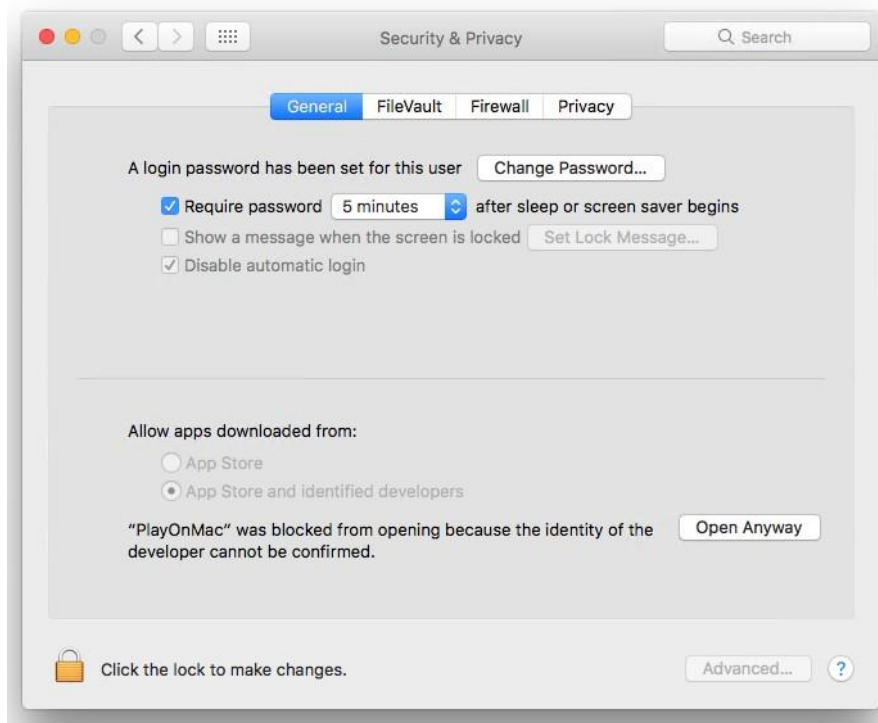 Security & Privacy
Search
General FileVault Firewall Privacy
A login password has been set for this user Change Password...
Require password 5 minutes after sleep or screen saver begins
Show a message when the screen is locked Set Lock Message...
Disable automatic login
Allow apps downloaded from:
App Store
App Store and identified developers
“PlayOnMac” was blocked from opening because the identity of the Open Anyway
developer cannot be confirmed.
Click the lock to make changes. Advanced... ?